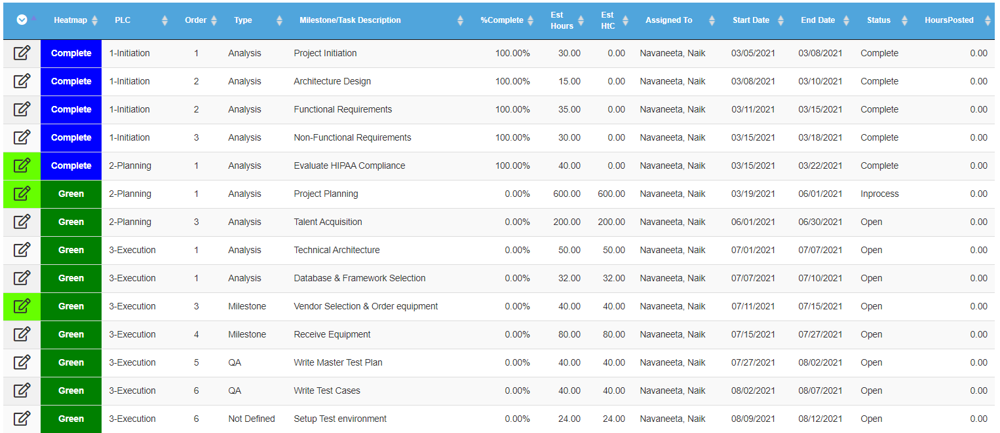 Heatmap PLC Order Type Milestone/Task Description %Complete Est Hours Est HtC Assigned To Start Date End Date Status HoursPosted
Complete 1-Initiation 1 Analysis Project Initiation 100.00% 30.00 0.00 Navaneeta, Naik 03/05/2021 03/08/2021 Complete 0.00
Complete 1-Initiation 2 Analysis Architecture Design 100.00% 15.00 0.00 Navaneeta, Naik 03/08/2021 03/10/2021 Complete 0.00
Complete 1-Initiation 2 Analysis Functional Requirements 100.00% 35.00 0.00 Navaneeta, Naik 03/11/2021 03/15/2021 Complete 0.00
Complete 1-Initiation 3 Analysis Non-Functional Requirements 100.00% 30.00 0.00 Navaneeta, Naik 03/15/2021 03/18/2021 Complete 0.00
Complete 2-Planning 1 Analysis Evaluate HIPAA Compliance 100.00% 40.00 0.00 Navaneeta, Naik 03/15/2021 03/22/2021 Complete 0.00
Green 2-Planning 1 Analysis Project Planning 0.00% 600.00 600.00 Navaneeta, Naik 03/19/2021 06/01/2021 Inprocess 0.00
Green 2-Planning 3 Analysis Talent Acquisition 0.00% 200.00 200.00 Navaneeta, Naik 06/01/2021 06/30/2021 Open 0.00
Green 3-Execution 1 Analysis Technical Architecture 0.00% 50.00 50.00 Navaneeta, Naik 07/01/2021 07/07/2021 Open 0.00
Green 3-Execution 1 Analysis Database & Framework Selection 0.00% 32.00 32.00 Navaneeta, Naik 07/07/2021 07/10/2021 Open 0.00
Green 3-Execution 3 Milestone Vendor Selection & Order equipment 0.00% 40.00 40.00 Navaneeta, Naik 07/11/2021 07/15/2021 Open 0.00
Green 3-Execution 4 Milestone Receive Equipment 0.00% 80.00 80.00 Navaneeta, Naik 07/15/2021 07/27/2021 Open 0.00
Green 3-Execution 5 QA Write Master Test Plan 0.00% 40.00 40.00 Navaneeta, Naik 07/27/2021 08/02/2021 Open 0.00
Green 3-Execution 6 QA Write Test Cases 0.00% 40.00 40.00 Navaneeta, Naik 08/02/2021 08/07/2021 Open 0.00
Green 3-Execution 6 Not Defined Setup Test environment 0.00% 24.00 24.00 Navaneeta, Naik 08/09/2021 08/12/2021 Open 0.00